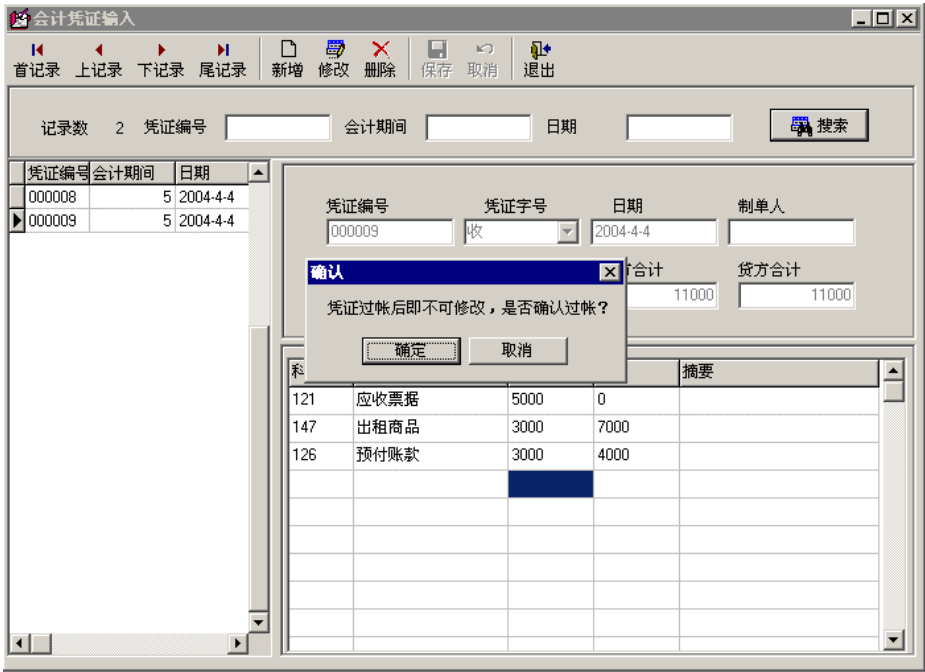 会计凭证输入
首记录 上记录 下记录 尾记录 新增 修改 删除 保存 取消 退出
记录数 2 凭证编号 会计期间 日期 搜索
凭证编号 会计期间 日期
000008 5 2004-4-4
000009 5 2004-4-4
凭证编号 凭证字号 日期 制单人
000009 收 2004-4-4
方合计 贷方合计
11000 11000
确认
凭证过帐后即不可修改，是否确认过帐？
确定 取消
科 摘要
121 应收票据 5000 0
147 出租商品 3000 7000
126 预付账款 3000 4000